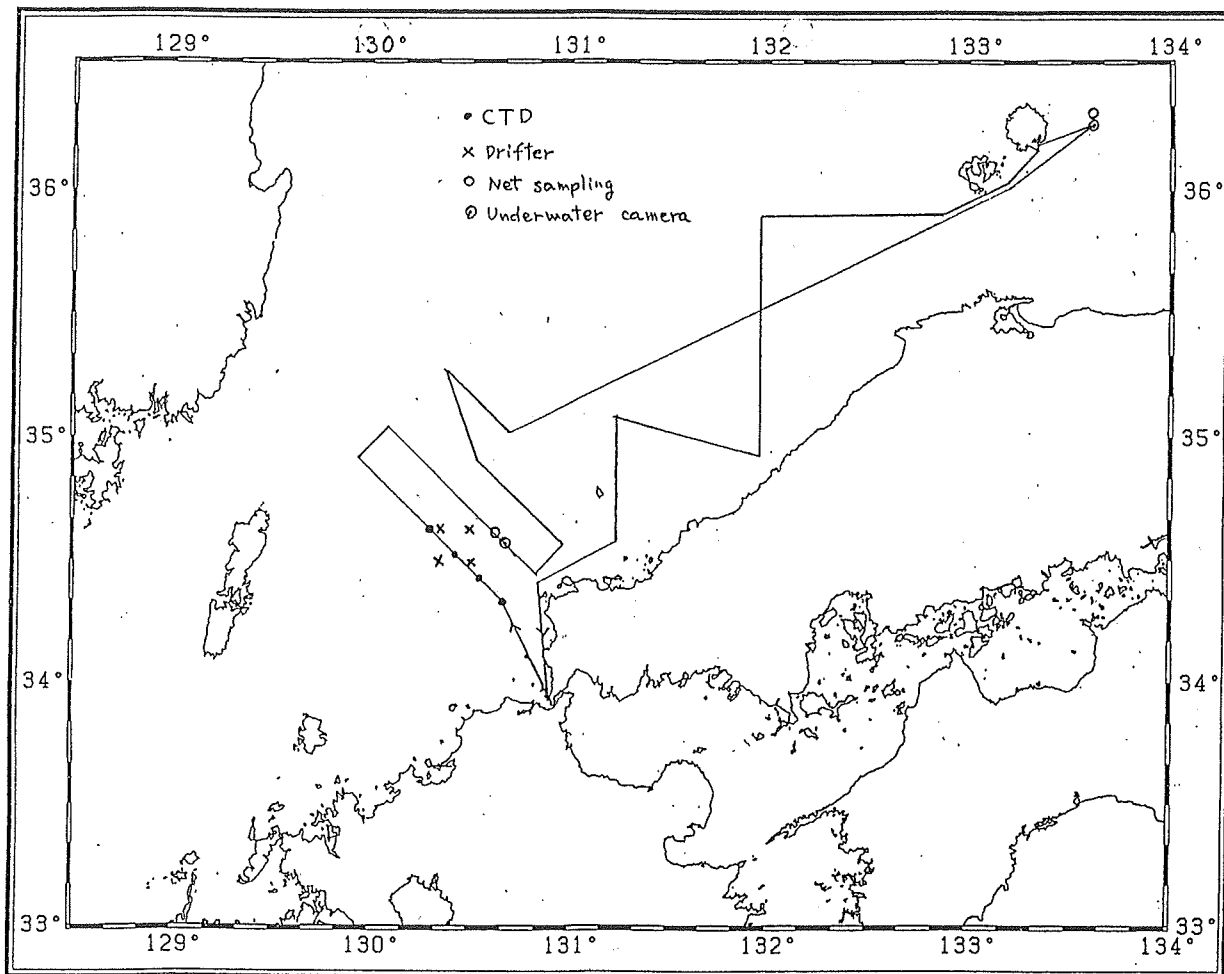 129° 130° 131° 132° 133° 134°
• CTD
× Drifter
○ Net sampling
⊙ Underwater camera
36° 36°
35° 35°
34° 34°
33° 33°
129° 130° 131° 132° 133° 134°